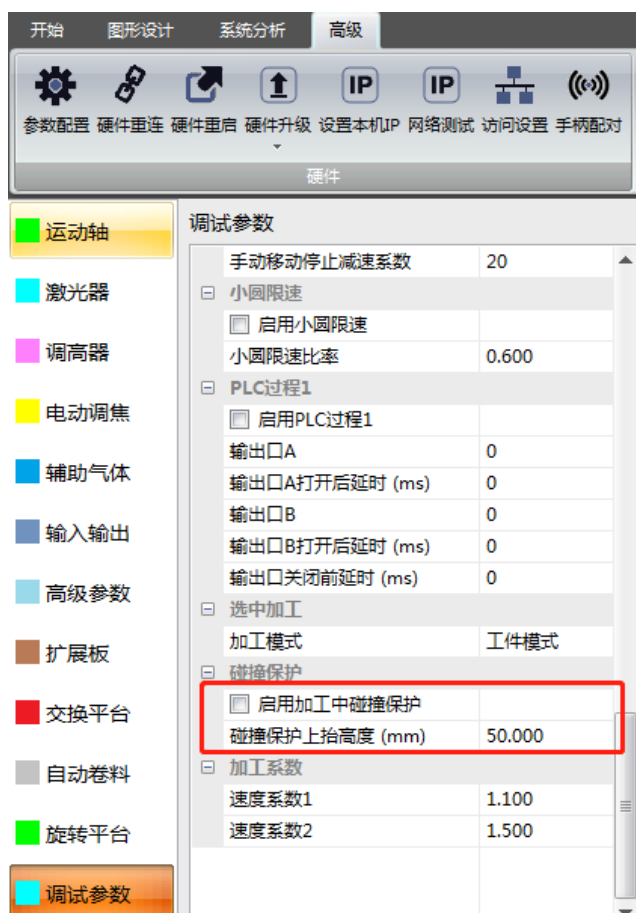 开始 图形设计 系统分析 高级
IP IP
参数配置 硬件重连 硬件重启 硬件升级 设置本机IP 网络测试 访问设置 手柄配对
硬件
运动轴
激光器
调高器
电动调焦
辅助气体
输入输出
高级参数
扩展板
交换平台
自动卷料
旋转平台
调试参数
调试参数
手动移动停止减速系数 20
小圆限速
启用小圆限速
小圆限速比率 0.600
PLC过程1
启用PLC过程1
输出口A 0
输出口A打开后延时 (ms) 0
输出口B 0
输出口B打开后延时 (ms) 0
输出口关闭前延时 (ms) 0
选中加工
加工模式 工件模式
碰撞保护
启用加工中碰撞保护
碰撞保护上抬高度 (mm) 50.000
加工系数
速度系数1 1.100
速度系数2 1.500